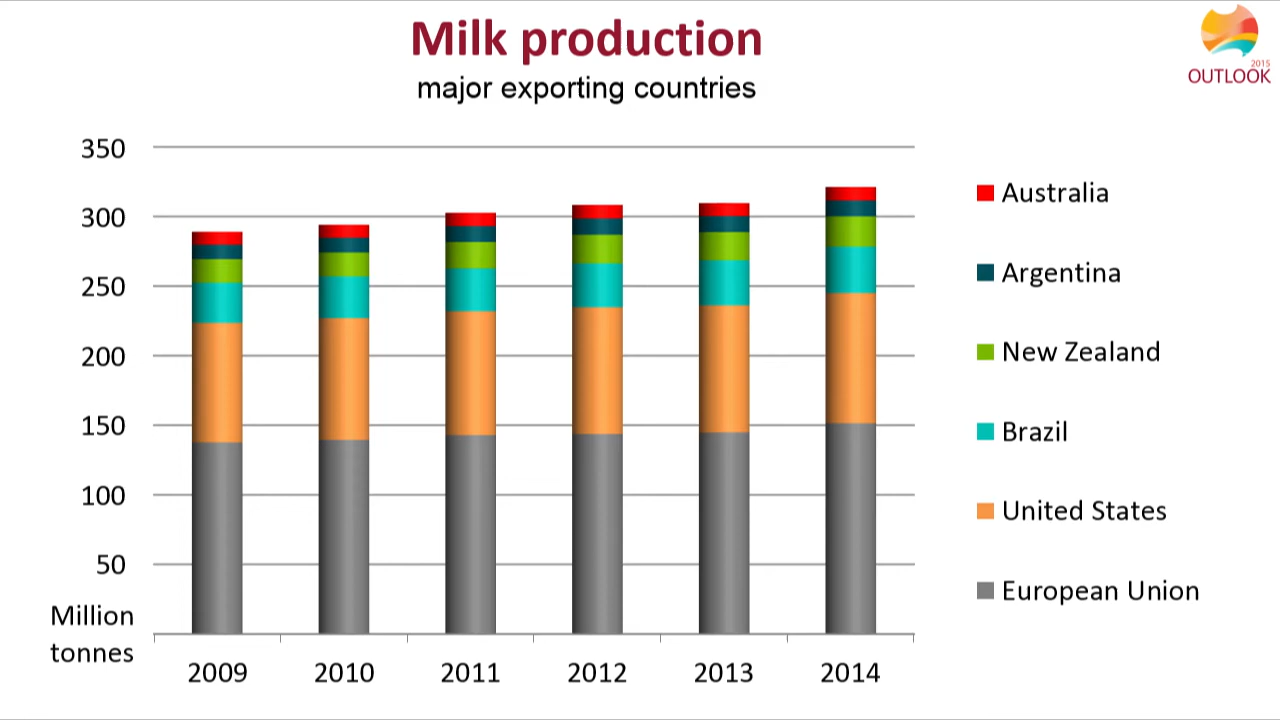 Milk production
major exporting countries
2015
OUTLOOK
350
300
250
200
150
100
50
Million
tonnes
2009
2010
2011
2012
2013
2014
Australia
Argentina
New Zealand
Brazil
United States
European Union